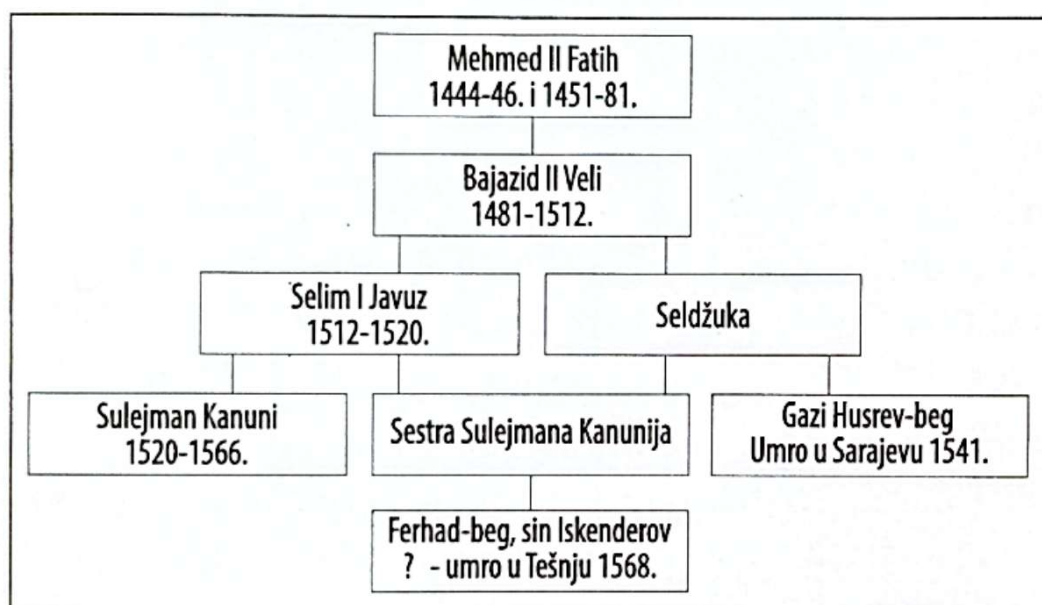 Mehmed II Fatih
1444-46. i 1451-81.
Bajazid II Veli
1481-1512.
Selim I Javuz
1512-1520.
Seldžuka
Sulejman Kanuni
1520-1566.
Sestra Sulejmana Kanunija
Gazi Husrev-beg
Umro u Sarajevu 1541.
Ferhad-beg, sin Iskenderov
? - umro u Tešnju 1568.